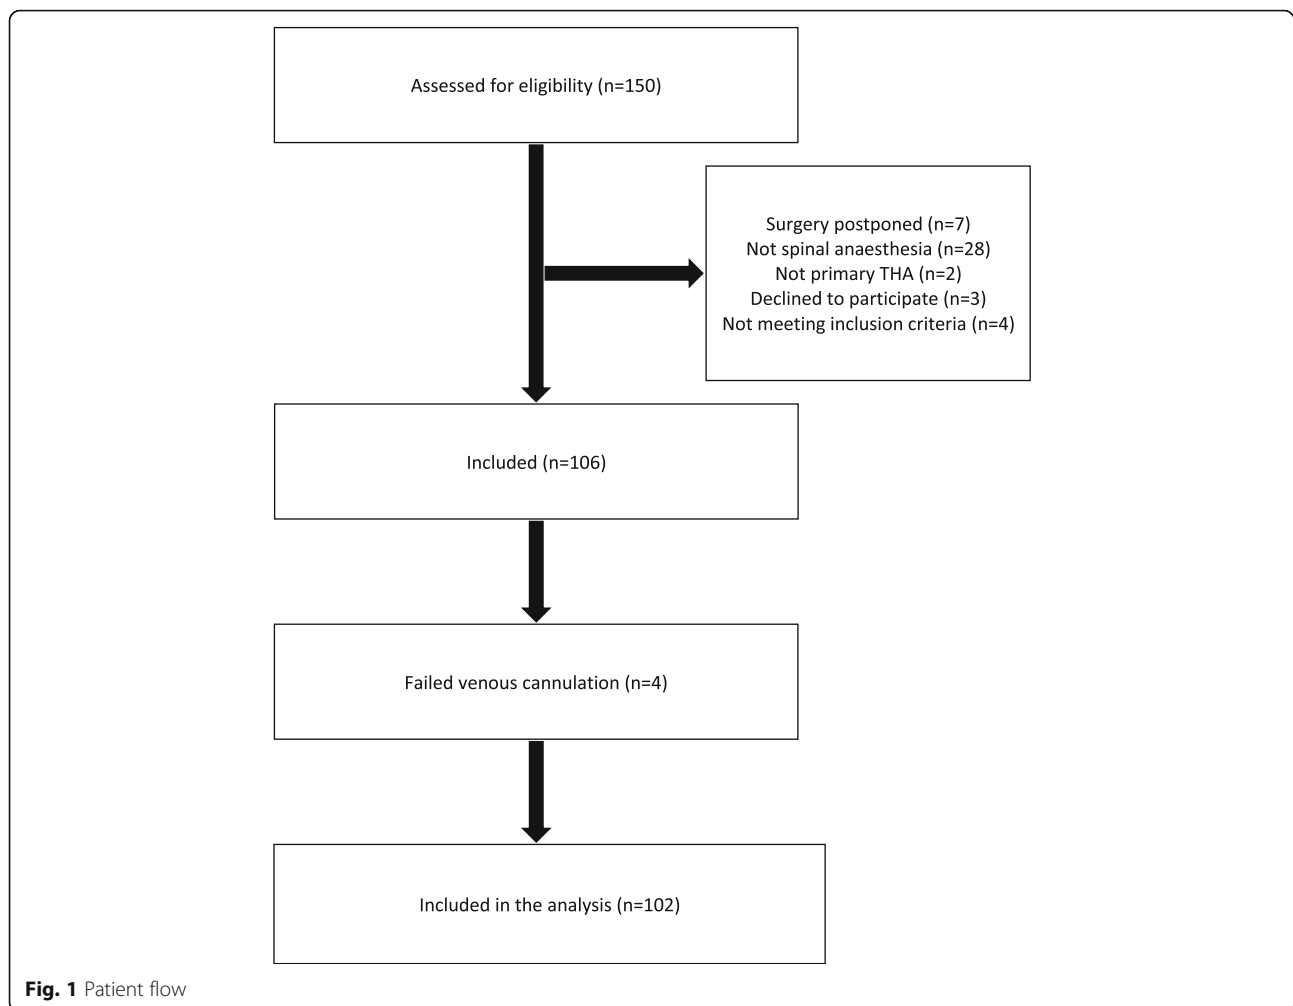 Assessed for eligibility (n=150)
Surgery postponed (n=7)
Not spinal anaesthesia (n=28)
Not primary THA (n=2)
Declined to participate (n=3)
Not meeting inclusion criteria (n=4)
Included (n=106)
Failed venous cannulation (n=4)
Included in the analysis (n=102)
Fig. 1 Patient flow